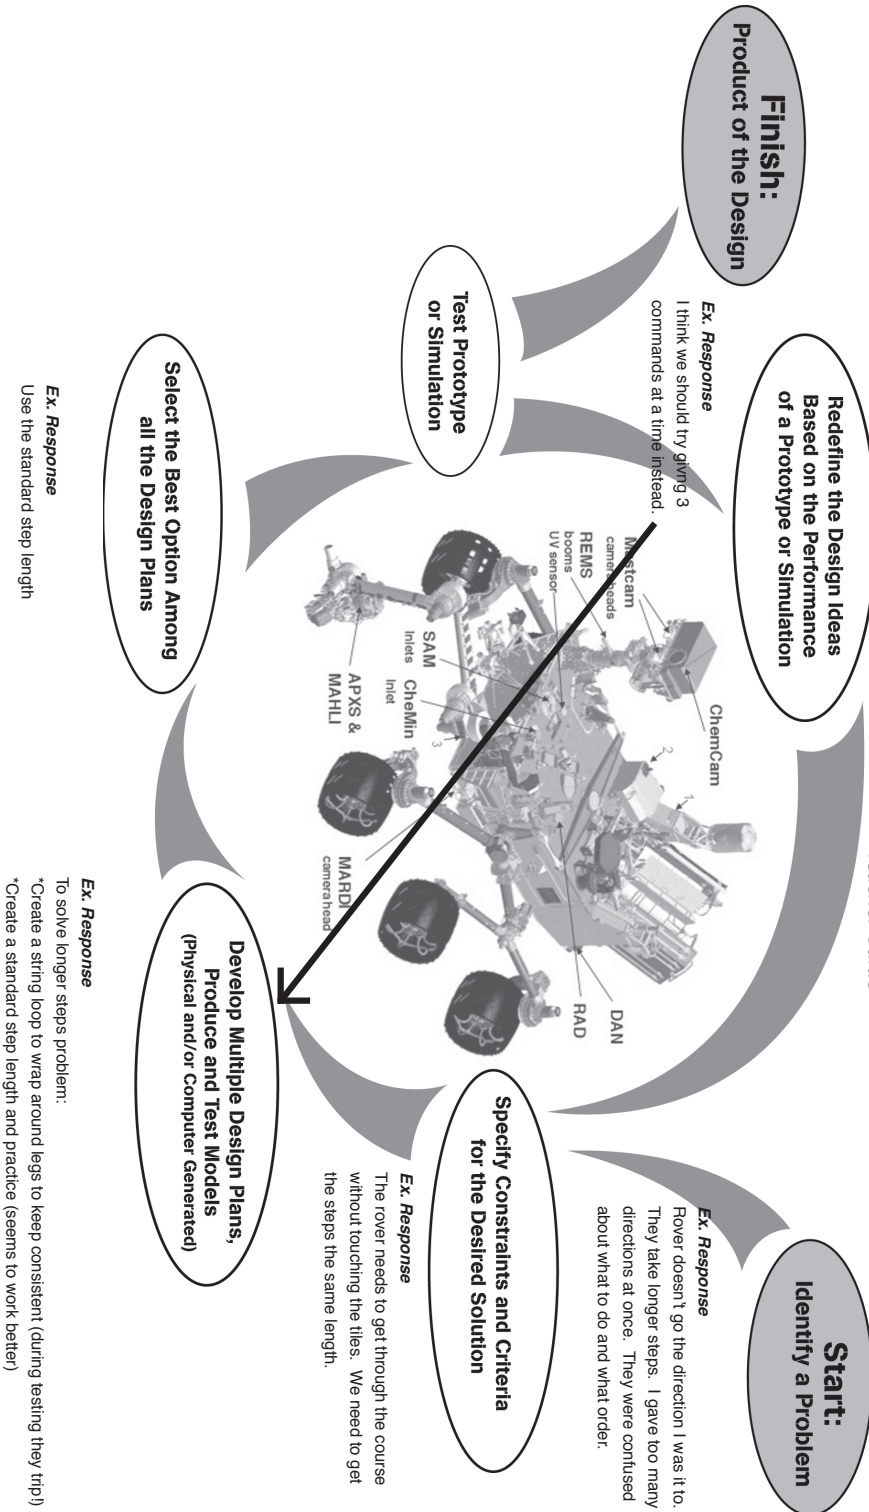 Start:
Identify a Problem
Ex. Response
Rover doesn't go the direction I was it to.
They take longer steps. I gave too many
directions at once. They were confused
about what to do and what order.
Specify Constraints and Criteria
for the Desired Solution
Ex. Response
The rover needs to get through the course
without touching the tiles. We need to get
the steps the same length.
Develop Multiple Design Plans,
Produce and Test Models
(Physical and/or Computer Generated)
Ex. Response
To solve longer steps problem:
*Create a string loop to wrap around legs to keep consistent (during testing they trip!)
*Create a standard step length and practice (seems to work better)
Select the Best Option Among
all the Design Plans
Ex. Response
Use the standard step length
Test Prototype
or Simulation
Redefine the Design Ideas
Based on the Performance
of a Prototype or Simulation
Ex. Response
I think we should try givng 3
commands at a time instead.
Finish:
Product of the Design
ChemCam
Mastcam
camera heads
REMS
booms
UV sensor
SAM
Inlets
CheMin
Inlet
APXS &
MAHLI
MARDI
camera head
RAD
DAN
1
2
3